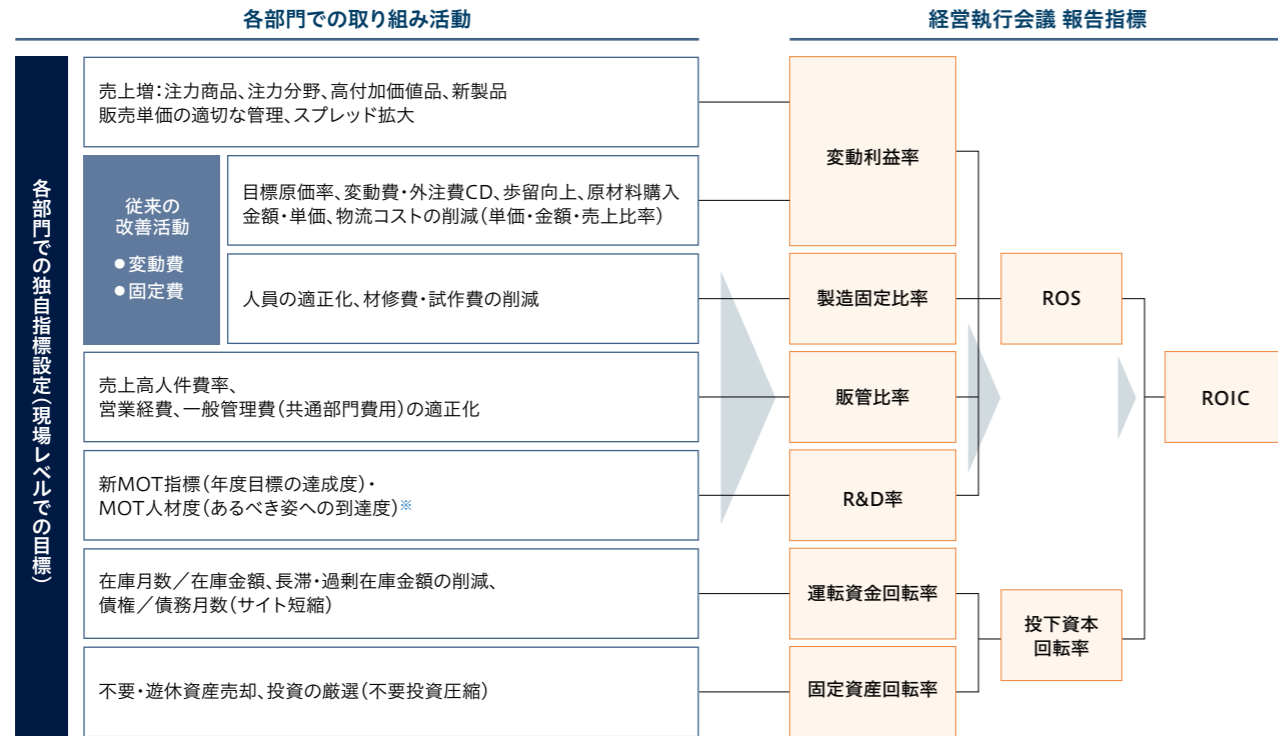 各部門での取り組み活動
経営執行会議 報告指標
各部門での独自指標設定(現場レベルでの目標)
売上増:注力商品、注力分野、高付加価値品、新製品
販売単価の適切な管理、スプレッド拡大
従来の
改善活動
●変動費
●固定費
目標原価率、変動費・外注費CD、歩留向上、原材料購入
金額・単価、物流コストの削減(単価・金額・売上比率)
人員の適正化、材修費・試作費の削減
売上高人件費率、
営業経費、一般管理費(共通部門費用)の適正化
新MOT指標(年度目標の達成度)・
MOT人材度(あるべき姿への到達度)※
在庫月数/在庫金額、長滞・過剰在庫金額の削減、
債権/債務月数(サイト短縮)
不要・遊休資産売却、投資の厳選(不要投資圧縮)
変動利益率
製造固定比率
販管比率
R&D率
運転資金回転率
固定資産回転率
ROS
投下資本
回転率
ROIC